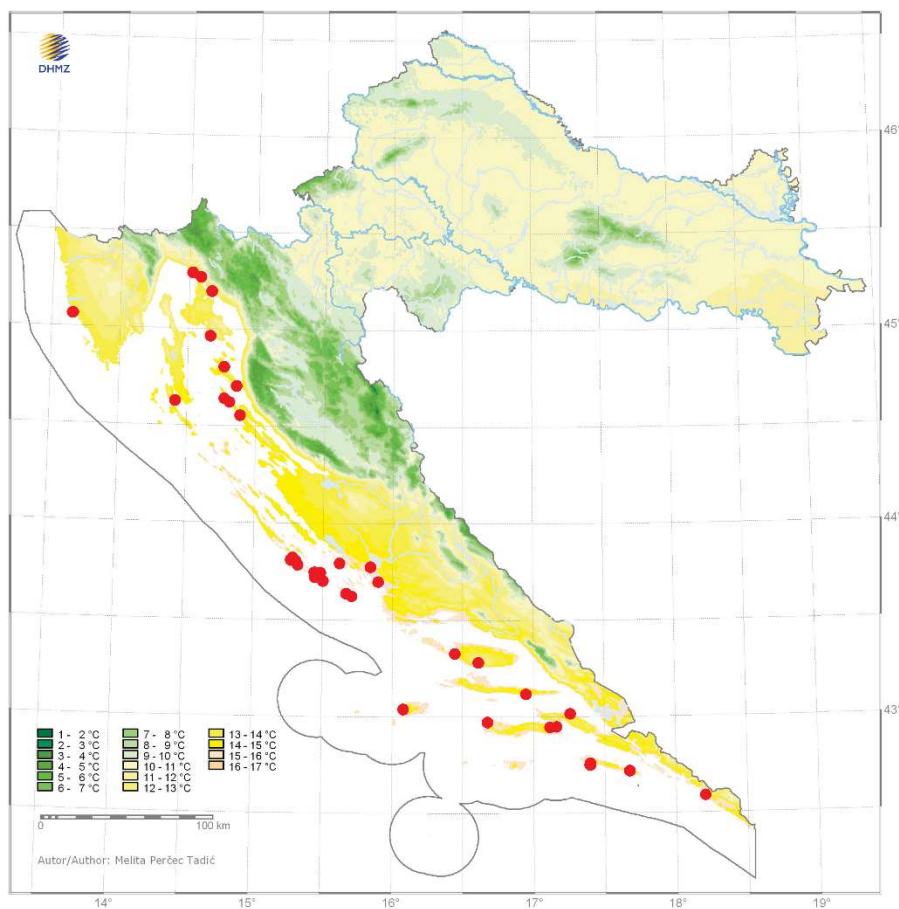 DHMZ
46°
45°
44°
43°
1 - 2 °C
2 - 3 °C
3 - 4 °C
4 - 5 °C
5 - 6 °C
6 - 7 °C
7 - 8 °C
8 - 9 °C
9 - 10 °C
10 - 11 °C
11 - 12 °C
12 - 13 °C
13 - 14 °C
14 - 15 °C
15 - 16 °C
16 - 17 °C
0 100 km
Autor/Author: Melita Perčec Tadić
14 15 16 17 18 19°